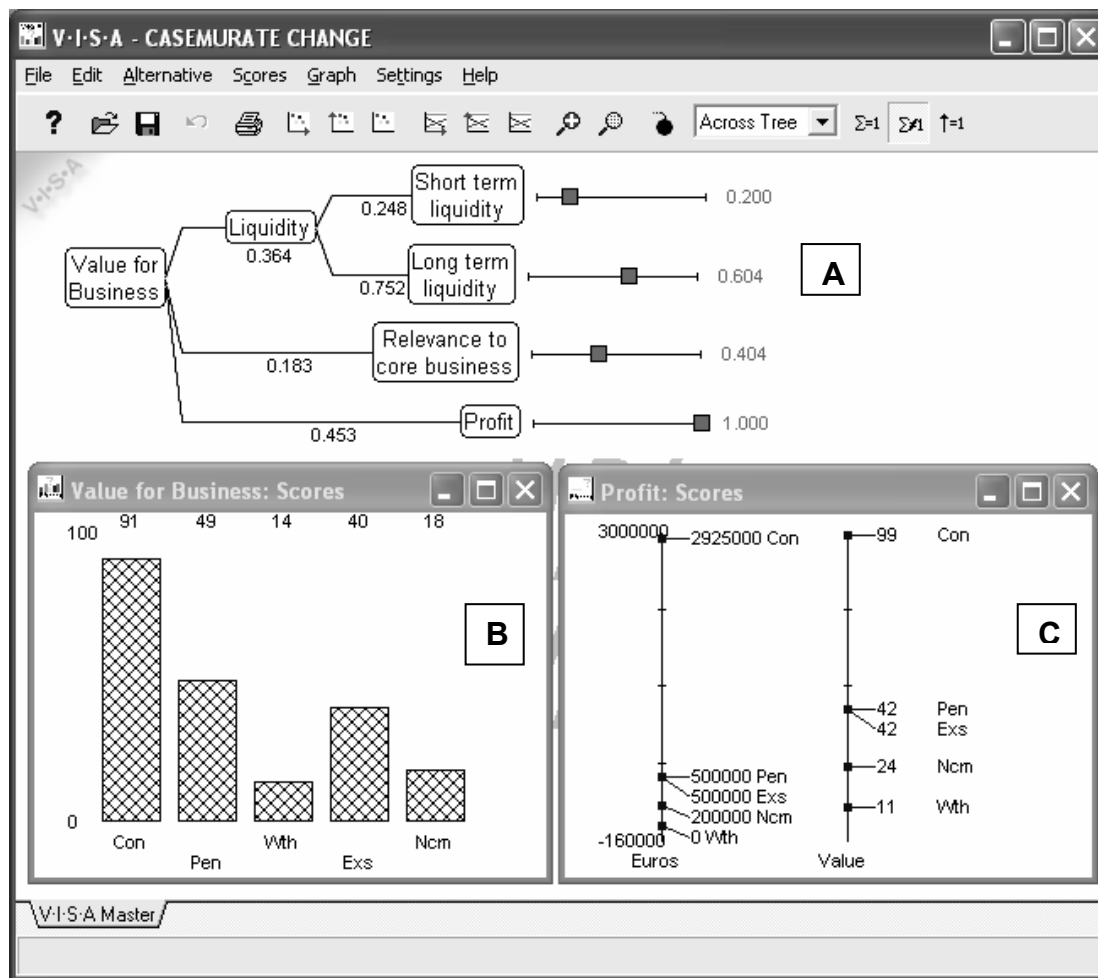 V·I·S·A - CASEMURATE CHANGE
File Edit Alternative Scores Graph Settings Help
? Across Tree Σ=1 Σ≠1 ↑=1
V·I·S·A
Short term
liquidity
0.248
0.200
Liquidity
0.364
Value for
Business
Long term
liquidity
0.752
0.604
A
Relevance to
core business
0.183
0.404
Profit
0.453
1.000
Value for Business: Scores
91 49 14 40 18
100
B
0
Con Pen Wth Exs Ncm
Profit: Scores
3000000
2925000 Con
99 Con
C
42 Pen
42 Exs
24 Ncm
11 Wth
500000 Pen
500000 Exs
200000 Ncm
0 Wth
-160000
Euros Value
V·I·S·A Master